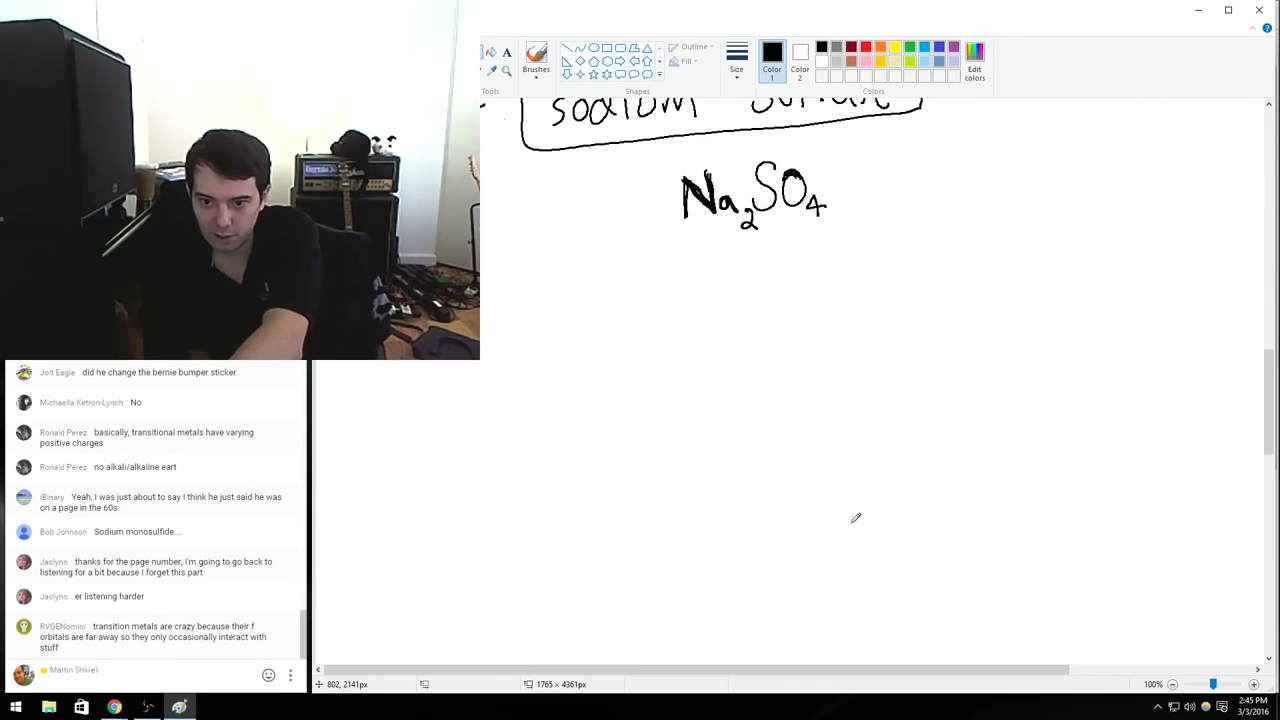 Tools
A
Brushes
Shapes
Outline
Fill
Size
Color 1
Color 2
Edit colors
Colors
sodium
Na2SO4
Jolt Eagle did he change the bernie bumper sticker
Michaella Ketron-Lynch No
Ronald Perez basically, transitional metals have varying
positive charges
Ronald Perez no alkali/alkaline eart
iBinary Yeah, I was just about to say I think he just said he was
on a page in the 60s.
Bob Johnson Sodium monosulfide...
Jaclynn thanks for the page number, i'm going to go back to
listening for a bit because I forget this part
Jaclynn er listening harder
RVGENomini transition metals are crazy because their f
orbitals are far away so they only occasionally interact with
stuff
Martin Shkreli
802, 2141px
1765 × 4361px
100%
2:45 PM
3/3/2016